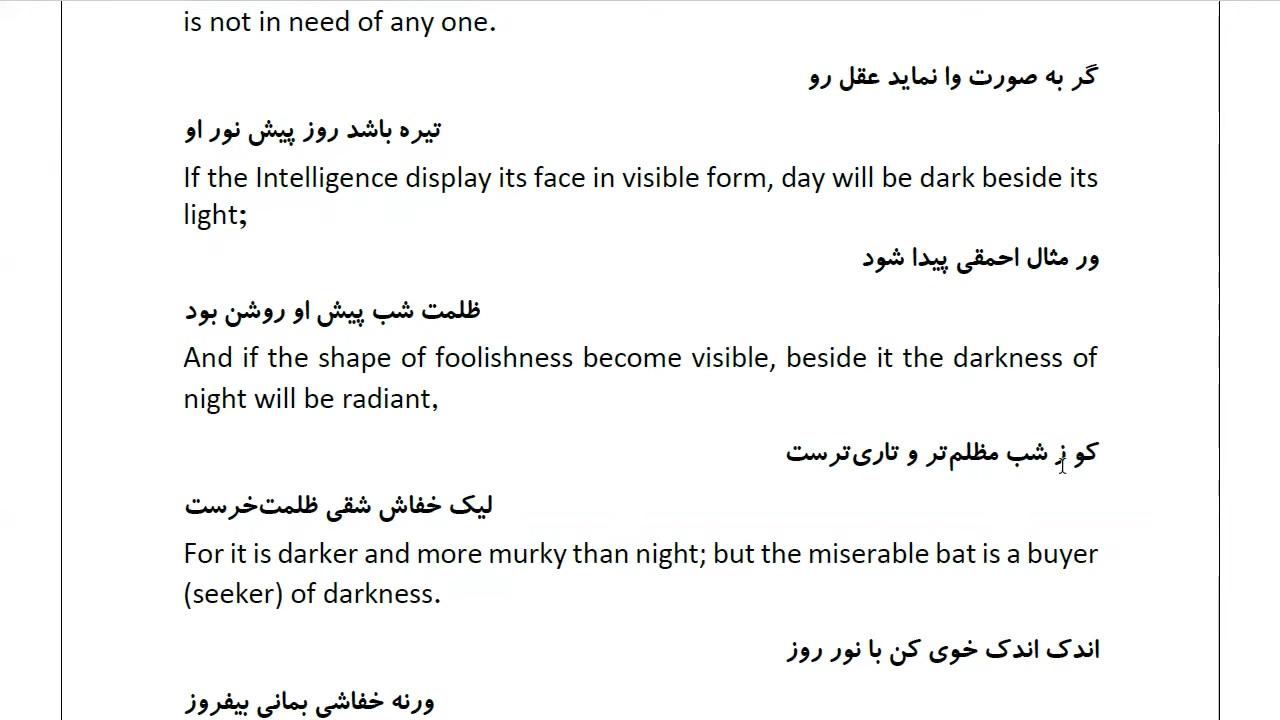 is not in need of any one.
گر به صورت وا نماید عقل رو
تیره باشد روز پیش نور او
If the Intelligence display its face in visible form, day will be dark beside its
light;
ور مثال احمقی پیدا شود
ظلمت شب پیش او روشن بود
And if the shape of foolishness become visible, beside it the darkness of
night will be radiant,
کو ز شب مظلم‌تر و تاری‌ترست
لیک خفاش شقی ظلمت‌خرست
For it is darker and more murky than night; but the miserable bat is a buyer
(seeker) of darkness.
اندک اندک خوی کن با نور روز
ورنه خفاشی بمانی بیفروز